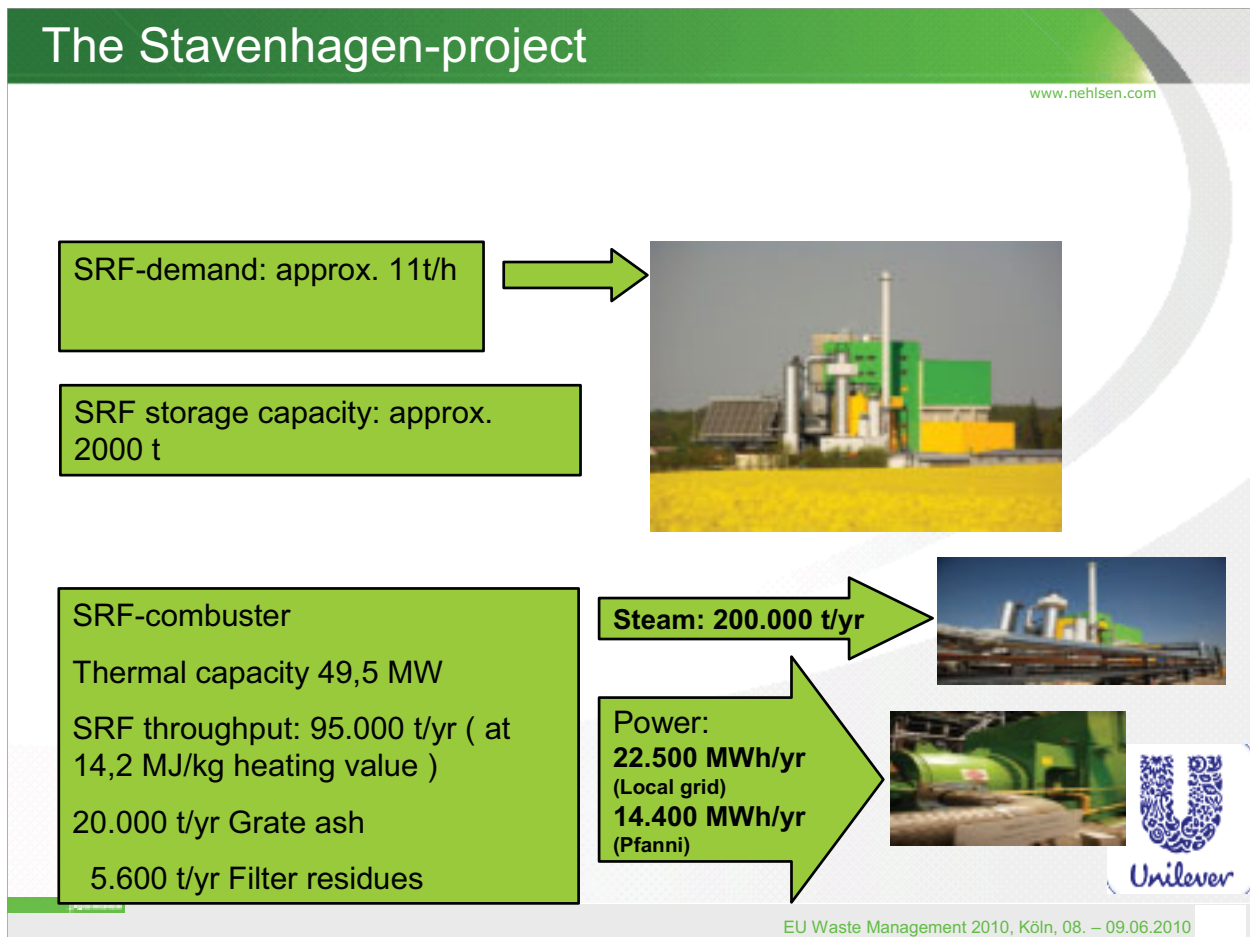 The Stavenhagen-project
www.nehlsen.com
SRF-demand: approx. 11t/h
SRF storage capacity: approx.
2000 t
SRF-combuster
Thermal capacity 49,5 MW
SRF throughput: 95.000 t/yr ( at
14,2 MJ/kg heating value )
20.000 t/yr Grate ash
5.600 t/yr Filter residues
Steam: 200.000 t/yr
Power:
22.500 MWh/yr
(Local grid)
14.400 MWh/yr
(Pfanni)
Unilever
EU Waste Management 2010, Köln, 08. – 09.06.2010